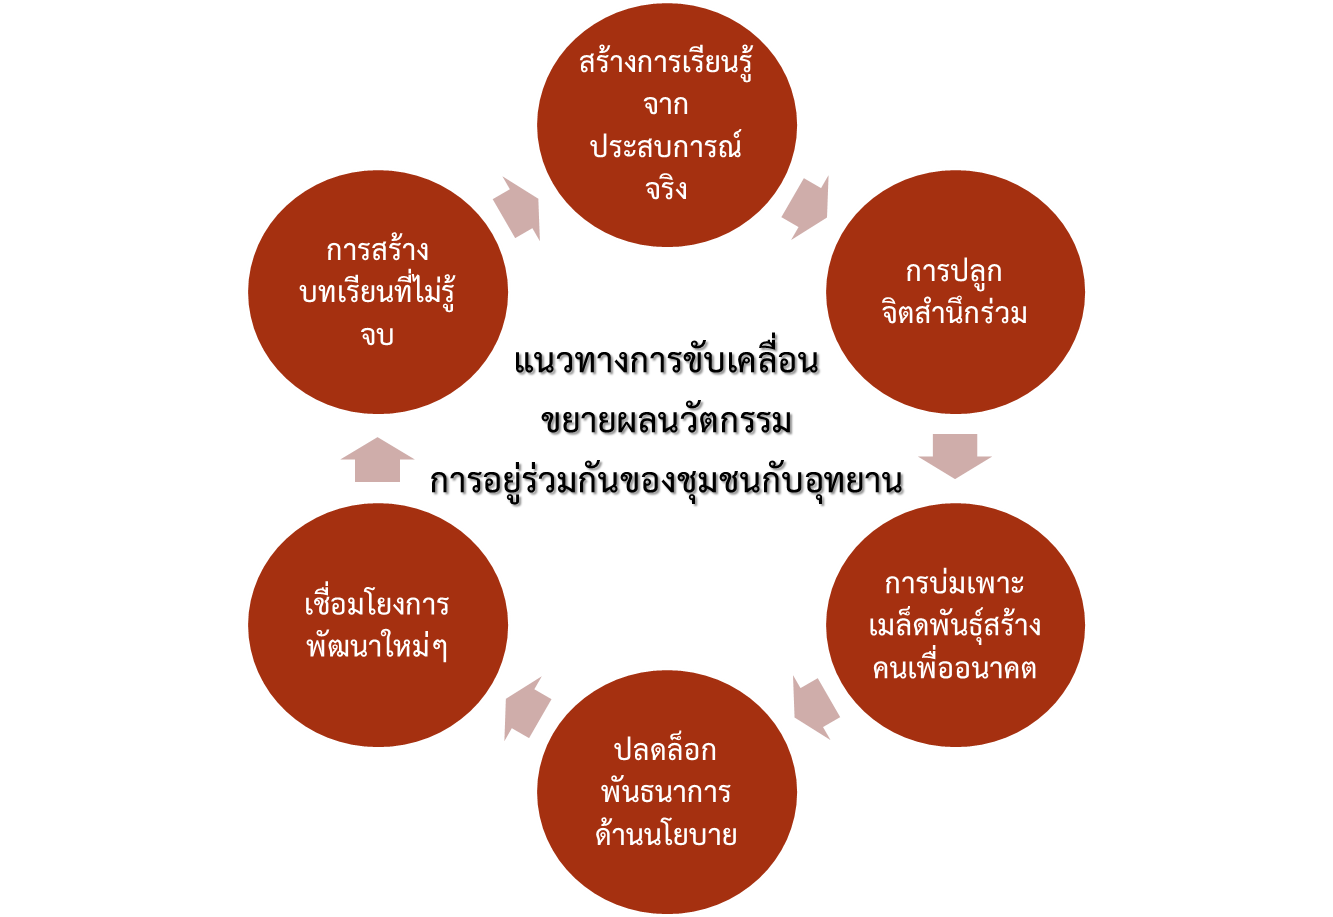 สร้างการเรียนรู้
จาก
ประสบการณ์
จริง
การปลูก
จิตสำนึกร่วม
การบ่มเพาะ
เมล็ดพันธุ์สร้าง
คนเพื่ออนาคต
ปลดล็อก
พันธนาการ
ด้านนโยบาย
เชื่อมโยงการ
พัฒนาใหม่ๆ
การสร้าง
บทเรียนที่ไม่รู้
จบ
แนวทางการขับเคลื่อน
ขยายผลนวัตกรรม
การอยู่ร่วมกันของชุมชนกับอุทยาน